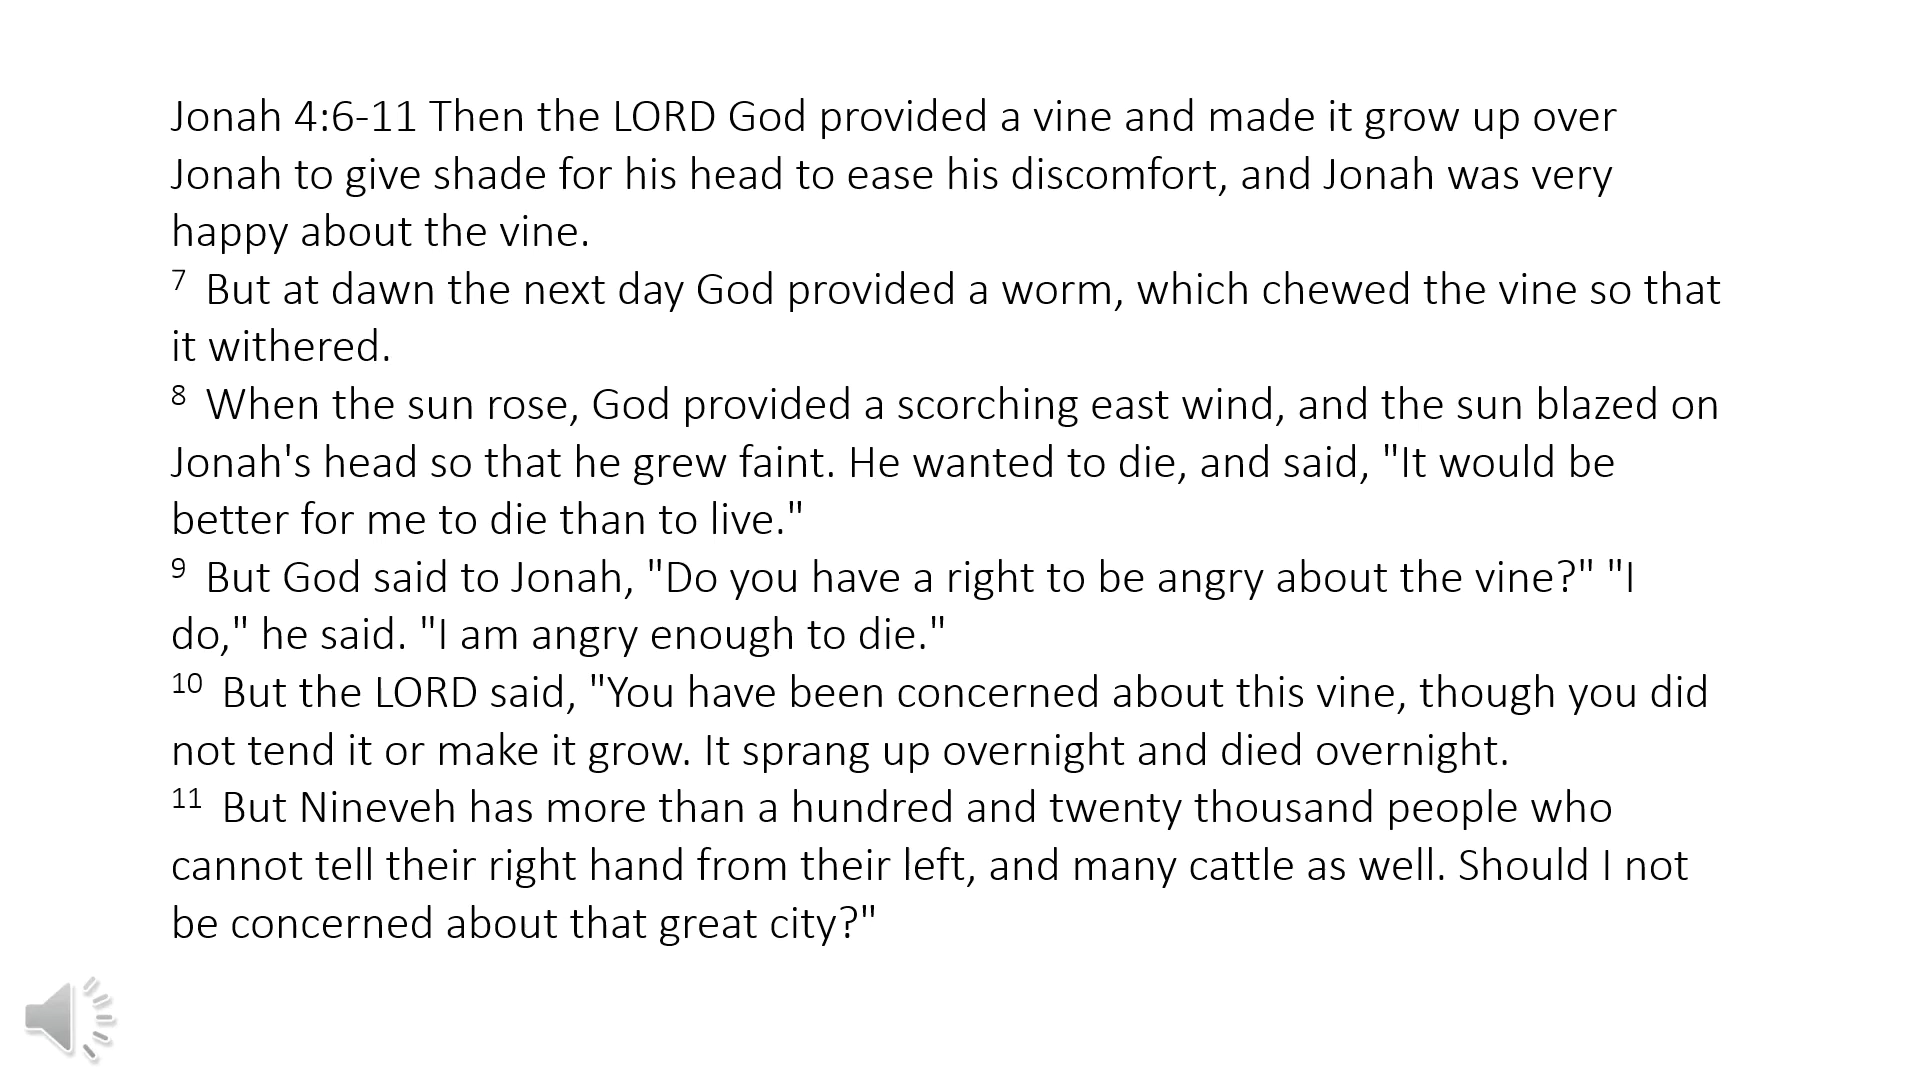 Jonah 4:6-11 Then the LORD God provided a vine and made it grow up over
Jonah to give shade for his head to ease his discomfort, and Jonah was very
happy about the vine.
7 But at dawn the next day God provided a worm, which chewed the vine so that
it withered.
8 When the sun rose, God provided a scorching east wind, and the sun blazed on
Jonah's head so that he grew faint. He wanted to die, and said, "It would be
better for me to die than to live."
9 But God said to Jonah, "Do you have a right to be angry about the vine?" "I
do," he said. "I am angry enough to die."
10 But the LORD said, "You have been concerned about this vine, though you did
not tend it or make it grow. It sprang up overnight and died overnight.
11 But Nineveh has more than a hundred and twenty thousand people who
cannot tell their right hand from their left, and many cattle as well. Should I not
be concerned about that great city?"